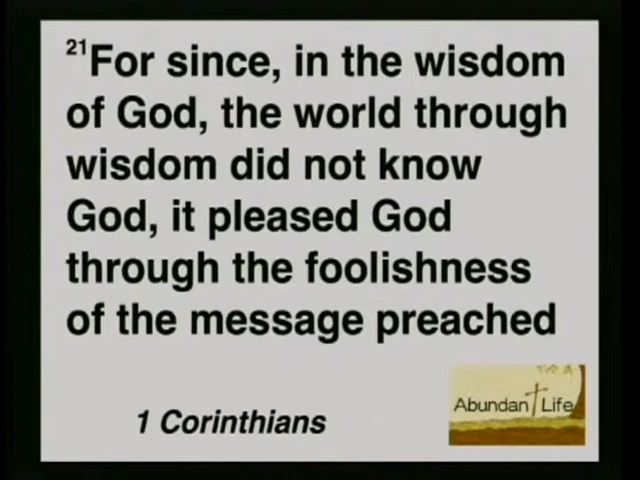 21For since, in the wisdom
of God, the world through
wisdom did not know
God, it pleased God
through the foolishness
of the message preached
1 Corinthians
Abundant Life